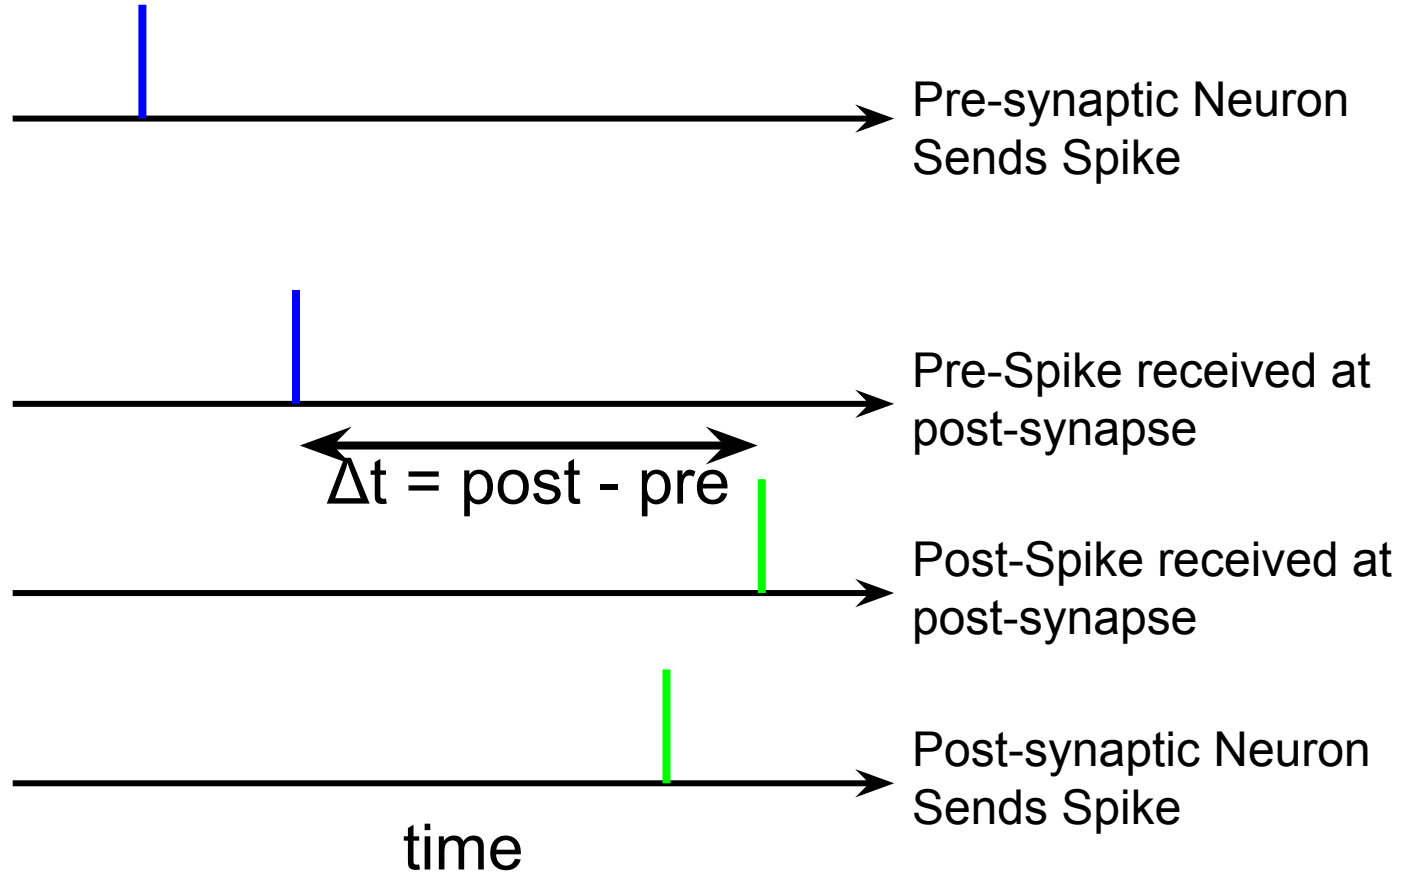 Pre-synaptic Neuron
Sends Spike
Pre-Spike received at
post-synapse
Δt = post - pre
Post-Spike received at
post-synapse
Post-synaptic Neuron
Sends Spike
time